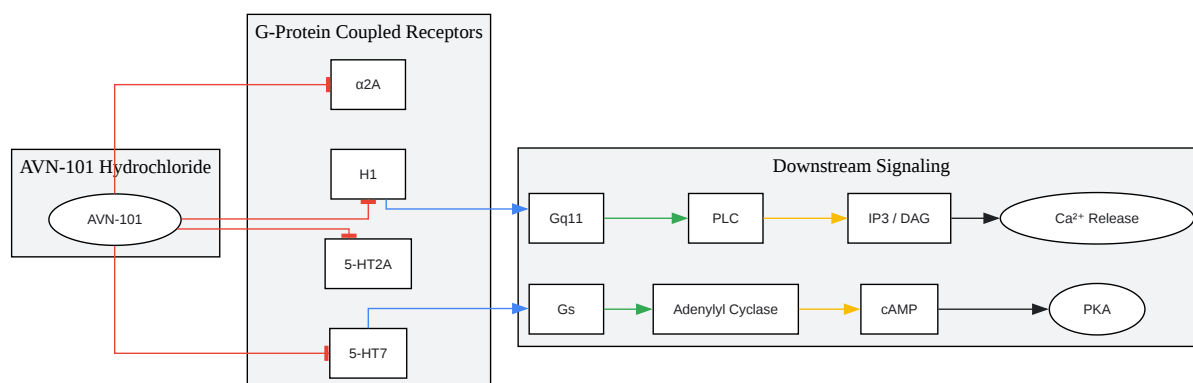 G-Protein Coupled Receptors
α2A
H1
5-HT2A
5-HT7
AVN-101 Hydrochloride
AVN-101
Downstream Signaling
Gq11
PLC
IP3 / DAG
Ca²⁺ Release
Gs
Adenylyl Cyclase
cAMP
PKA